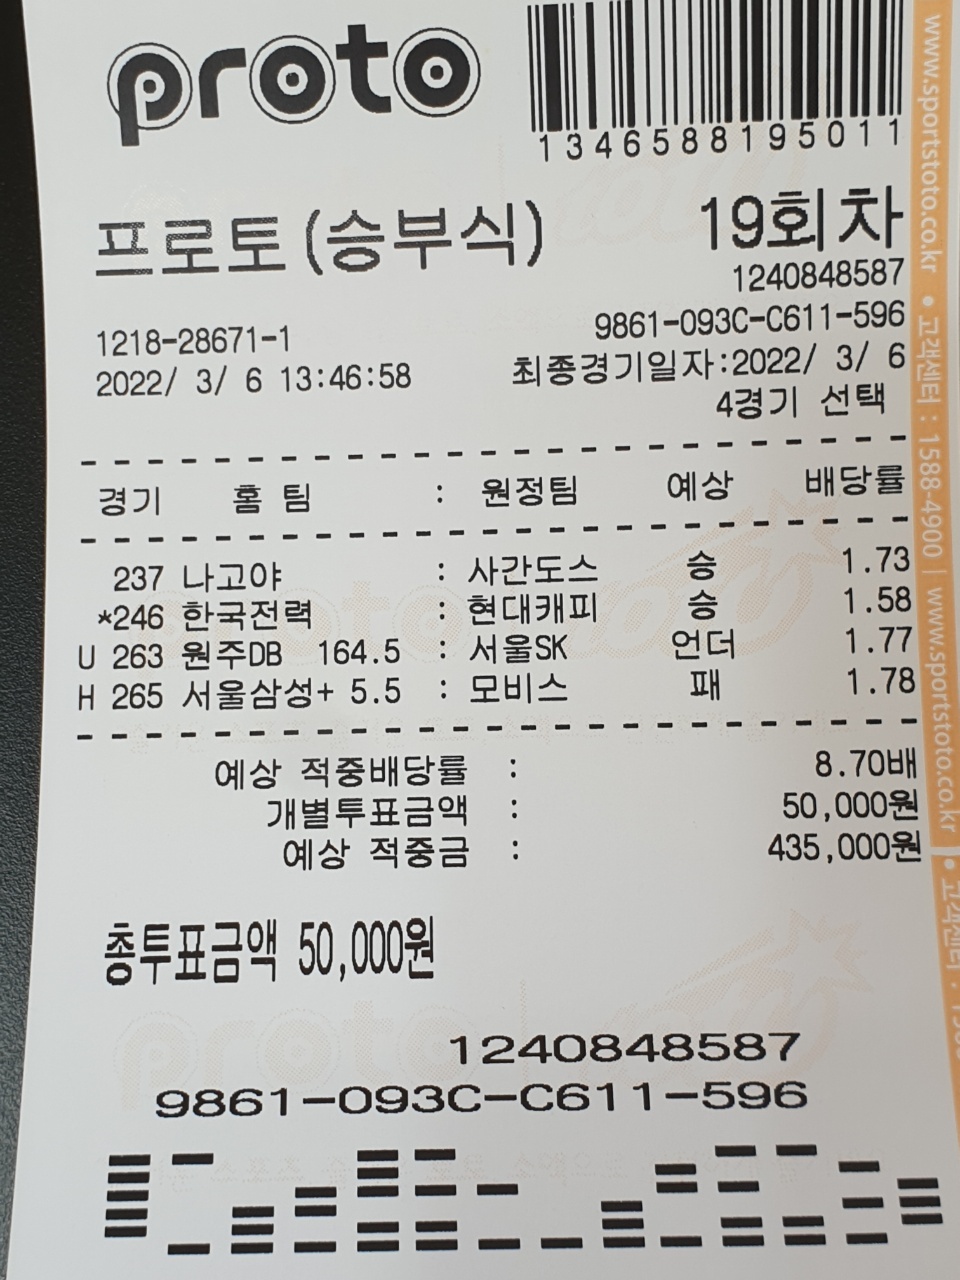 proto
1346588195011
프로토(승부식) 19회차
1240848587
1218-28671-1 9861-093C-C611-596
2022/ 3/ 6 13:46:58 최종경기일자:2022/ 3/ 6
4경기 선택
경기 홈 팀 : 원정팀 예상 배당률
237 나고야 : 사간도스 승 1.73
*246 한국전력 : 현대캐피 승 1.58
U 263 원주DB 164.5 : 서울SK 언더 1.77
H 265 서울삼성+ 5.5 : 모비스 패 1.78
예상 적중배당률 : 8.70배
개별투표금액 : 50,000원
예상 적중금 : 435,000원
총투표금액 50,000원
1240848587
9861-093C-C611-596
www.sportstoto.co.kr • 고객센터 : 1588-4900 | www.sportstoto.co.kr • 고객센터 :